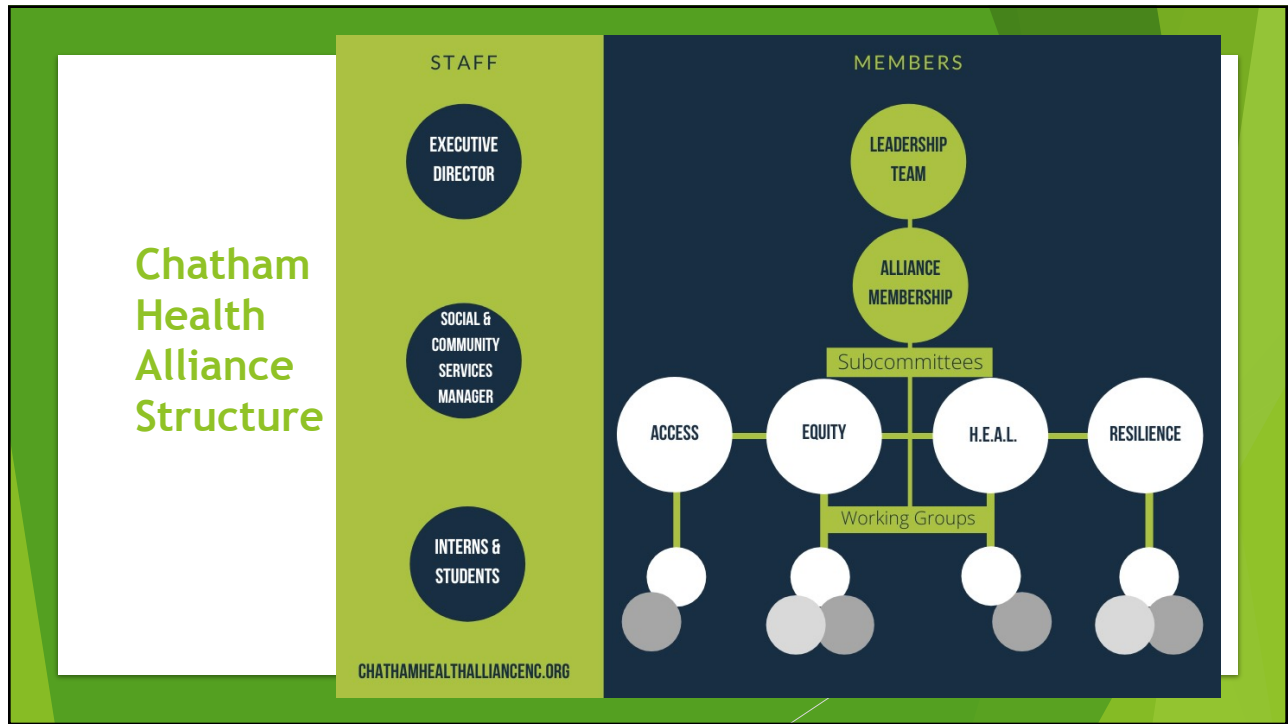 Chatham
Health
Alliance
Structure
STAFF
EXECUTIVE
DIRECTOR
SOCIAL &
COMMUNITY
SERVICES
MANAGER
INTERNS &
STUDENTS
CHATHAMHEALTHALLIANCENC.ORG
MEMBERS
LEADERSHIP
TEAM
ALLIANCE
MEMBERSHIP
Subcommittees
ACCESS
EQUITY
H.E.A.L.
RESILIENCE
Working Groups